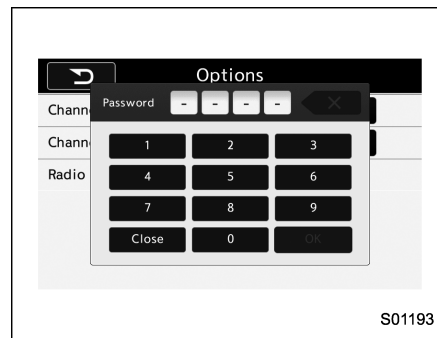 Options
Password - - - -
Chann
Chann
Radio
1 2 3
4 5 6
7 8 9
Close 0 OK
S01193